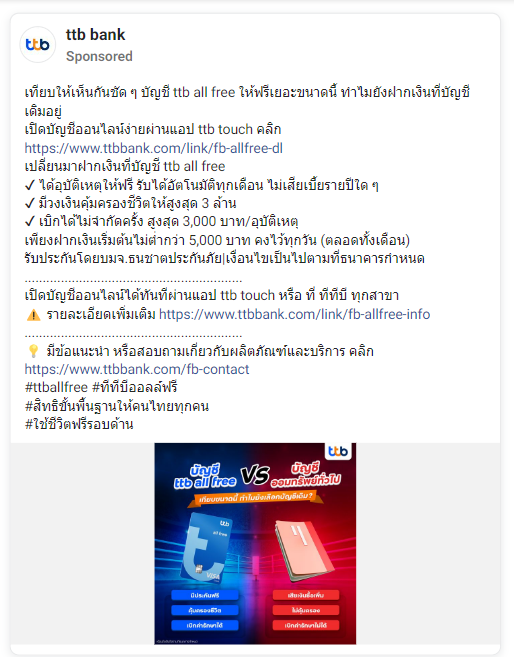 ttb bank
ttb
Sponsored
เทียบให้เห็นกันชัด ๆ บัญชี ttb all free ให้ฟรีเยอะขนาดนี้ ทำไมยังฝากเงินที่บัญชี
เดิมอยู่
เปิดบัญชีออนไลน์ง่ายผ่านแอป ttb touch คลิก
https://www.ttbbank.com/link/fb-allfree-dl
เปลี่ยนมาฝากเงินที่บัญชี ttb all free
✓ ได้อุบัติเหตุให้ฟรี รับได้อัตโนมัติทุกเดือน ไม่เสียเบี้ยรายปีใด ๆ
✓ มีวงเงินคุ้มครองชีวิตให้สูงสุด 3 ล้าน
✓ เบิกได้ไม่จำกัดครั้ง สูงสุด 3,000 บาท/อุบัติเหตุ
เพียงฝากเงินเริ่มต้นไม่ต่ำกว่า 5,000 บาท คงไว้ทุกวัน (ตลอดทั้งเดือน)
รับประกันโดยบมจ.ธนชาตประกันภัย|เงื่อนไขเป็นไปตามที่ธนาคารกำหนด
............................................................
เปิดบัญชีออนไลน์ได้ทันทีผ่านแอป ttb touch หรือ ที่ ทีทีบี ทุกสาขา
⚠️ รายละเอียดเพิ่มเติม https://www.ttbbank.com/link/fb-allfree-info
............................................................
💡 มีข้อแนะนำ หรือสอบถามเกี่ยวกับผลิตภัณฑ์และบริการ คลิก
https://www.ttbbank.com/fb-contact
#ttballfree #ทีทีบีออลล์ฟรี
#สิทธิขั้นพื้นฐานให้คนไทยทุกคน
#ใช้ชีวิตฟรีรอบด้าน
ttb
บัญชี
ttb all free
VS
บัญชี
ออมทรัพย์ทั่วไป
เทียบขนาดนี้ ทำไมยังเลือกบัญชีเดิม?
ttb
all free
VISA
มีประกันฟรี
คุ้มครองชีวิต
เบิกค่ารักษาได้
เสียเงินซื้อเพิ่ม
ไม่คุ้มครอง
เบิกค่ารักษาไม่ได้